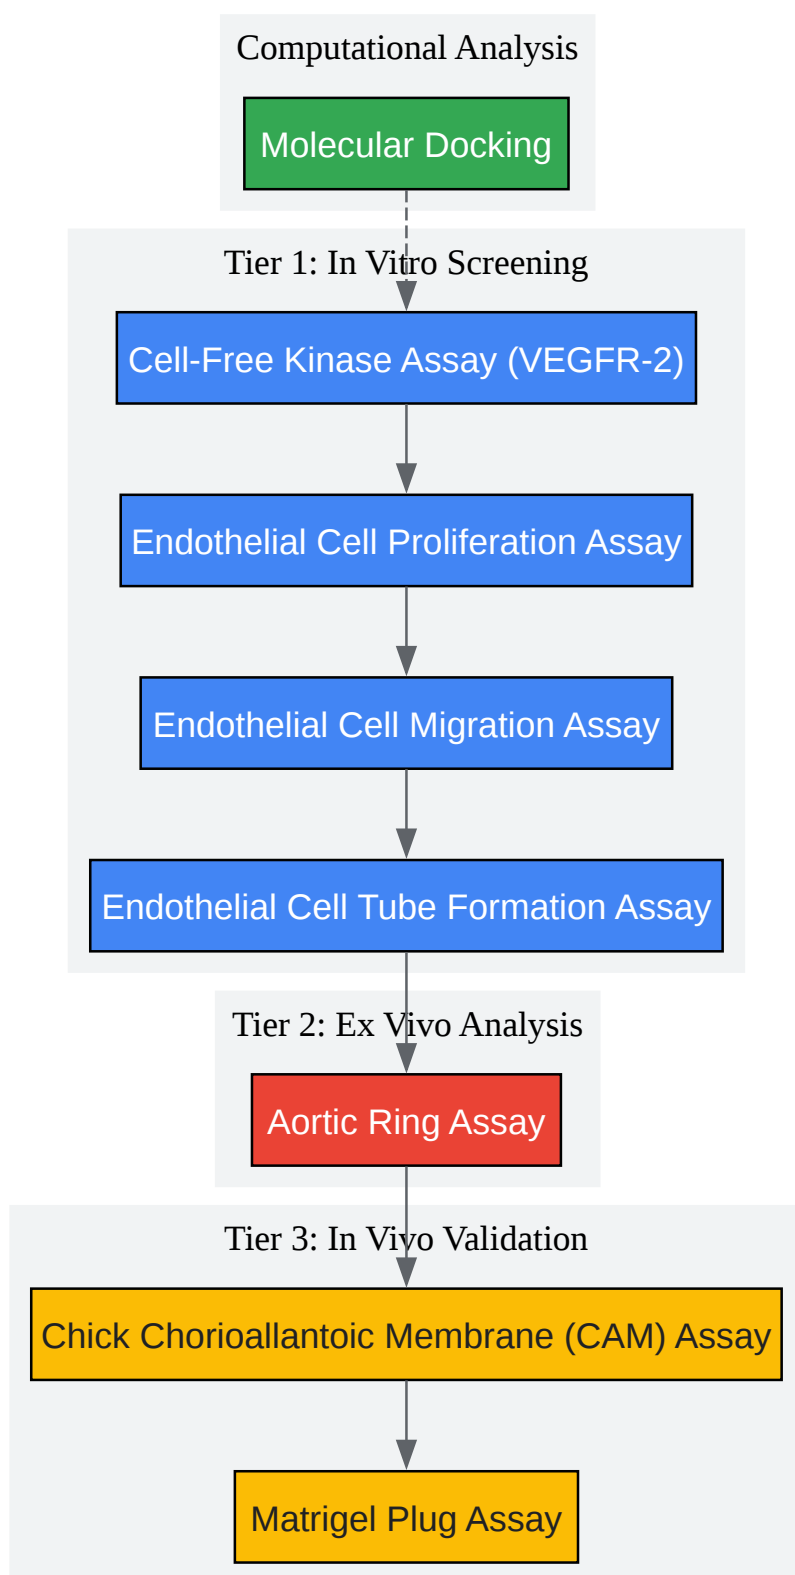 Computational Analysis
Molecular Docking
Tier 1: In Vitro Screening
Cell-Free Kinase Assay (VEGFR-2)
Endothelial Cell Proliferation Assay
Endothelial Cell Migration Assay
Endothelial Cell Tube Formation Assay
Tier 2: Ex Vivo Analysis
Aortic Ring Assay
Tier 3: In Vivo Validation
Chick Chorioallantoic Membrane (CAM) Assay
Matrigel Plug Assay